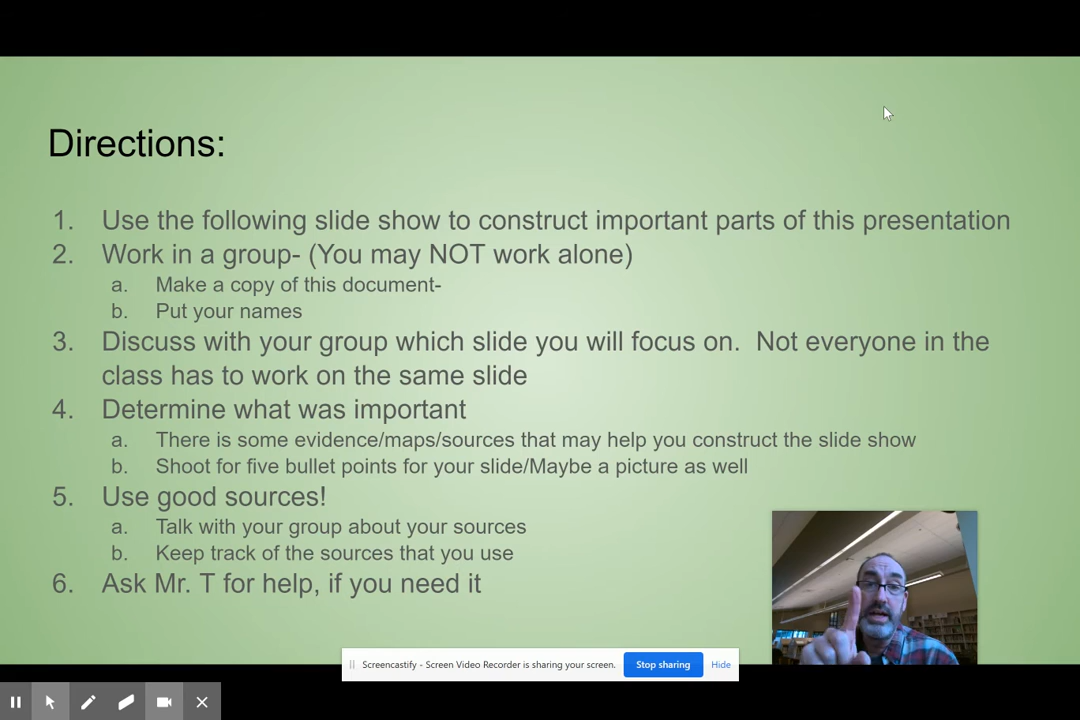 Directions:
1. Use the following slide show to construct important parts of this presentation
2. Work in a group- (You may NOT work alone)
a. Make a copy of this document-
b. Put your names
3. Discuss with your group which slide you will focus on.  Not everyone in the
class has to work on the same slide
4. Determine what was important
a. There is some evidence/maps/sources that may help you construct the slide show
b. Shoot for five bullet points for your slide/Maybe a picture as well
5. Use good sources!
a. Talk with your group about your sources
b. Keep track of the sources that you use
6. Ask Mr. T for help, if you need it
Screencastify - Screen Video Recorder is sharing your screen. Stop sharing Hide